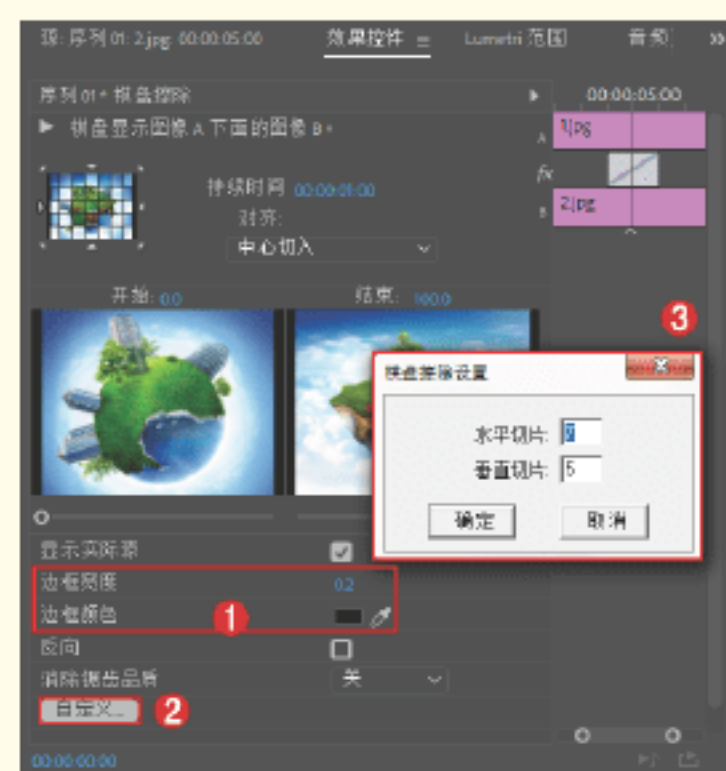 源: 序列 01: 2.jpg: 00:00:05:00 效果控件 Lumetri 范围 音频 »
序列 01 * 棋盘擦除
00:00:05:00
棋盘显示图像 A 下面的图像 B。
A 1.jpg
fx
B 2.jpg
持续时间 00:00:01:00
对齐:
中心切入
开始: 0.0 结束: 100.0
3
棋盘擦除设置
水平切片:
垂直切片: 5
确定 取消
显示实际源
边框宽度 0.2
边框颜色
1
反向
消除锯齿品质 关
自定义...
2
00:00:00:00